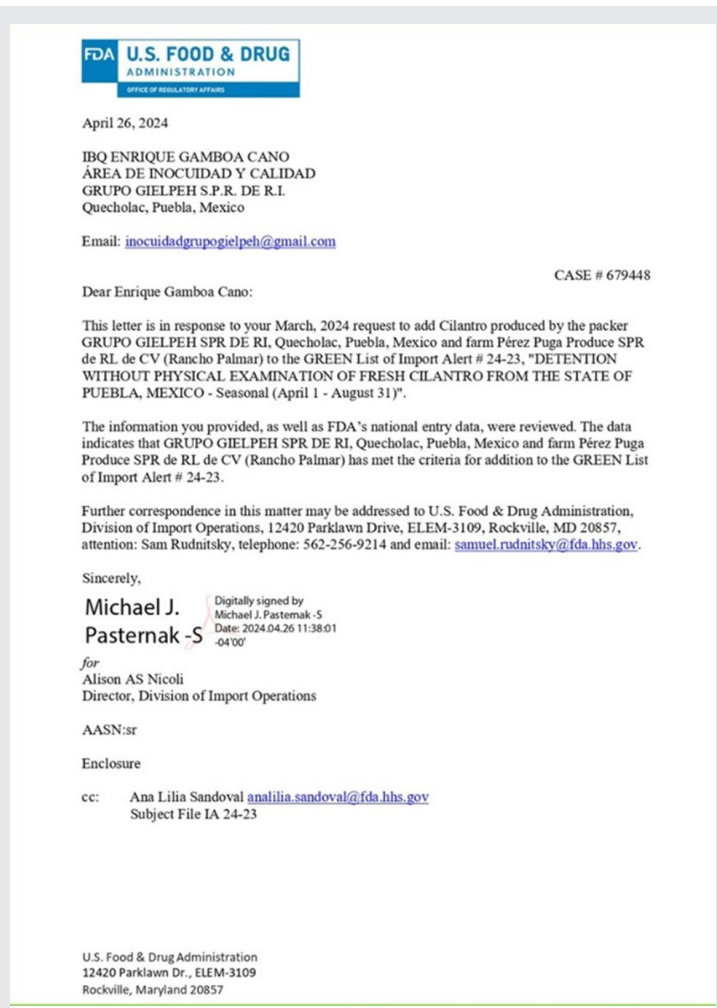 FDA U.S. FOOD & DRUG
ADMINISTRATION
OFFICE OF REGULATORY AFFAIRS
April 26, 2024
IBQ ENRIQUE GAMBOA CANO
ÁREA DE INOCUIDAD Y CALIDAD
GRUPO GIELPEH S.P.R. DE R.I.
Quecholac, Puebla, Mexico
Email: inocuidadgrupogielpeh@gmail.com
CASE # 679448
Dear Enrique Gamboa Cano:
This letter is in response to your March, 2024 request to add Cilantro produced by the packer
GRUPO GIELPEH SPR DE RI, Quecholac, Puebla, Mexico and farm Pérez Puga Produce SPR
de RL de CV (Rancho Palmar) to the GREEN List of Import Alert # 24-23, "DETENTION
WITHOUT PHYSICAL EXAMINATION OF FRESH CILANTRO FROM THE STATE OF
PUEBLA, MEXICO - Seasonal (April 1 - August 31)".
The information you provided, as well as FDA's national entry data, were reviewed. The data
indicates that GRUPO GIELPEH SPR DE RI, Quecholac, Puebla, Mexico and farm Pérez Puga
Produce SPR de RL de CV (Rancho Palmar) has met the criteria for addition to the GREEN List
of Import Alert # 24-23.
Further correspondence in this matter may be addressed to U.S. Food & Drug Administration,
Division of Import Operations, 12420 Parklawn Drive, ELEM-3109, Rockville, MD 20857,
attention: Sam Rudnitsky, telephone: 562-256-9214 and email: samuel.rudnitsky@fda.hhs.gov.
Sincerely,
Michael J.
Pasternak -S
Digitally signed by
Michael J. Pasternak -S
Date: 2024.04.26 11:38:01
-04'00'
for
Alison AS Nicoli
Director, Division of Import Operations
AASN:sr
Enclosure
cc: Ana Lilia Sandoval analilia.sandoval@fda.hhs.gov
Subject File IA 24-23
U.S. Food & Drug Administration
12420 Parklawn Dr., ELEM-3109
Rockville, Maryland 20857